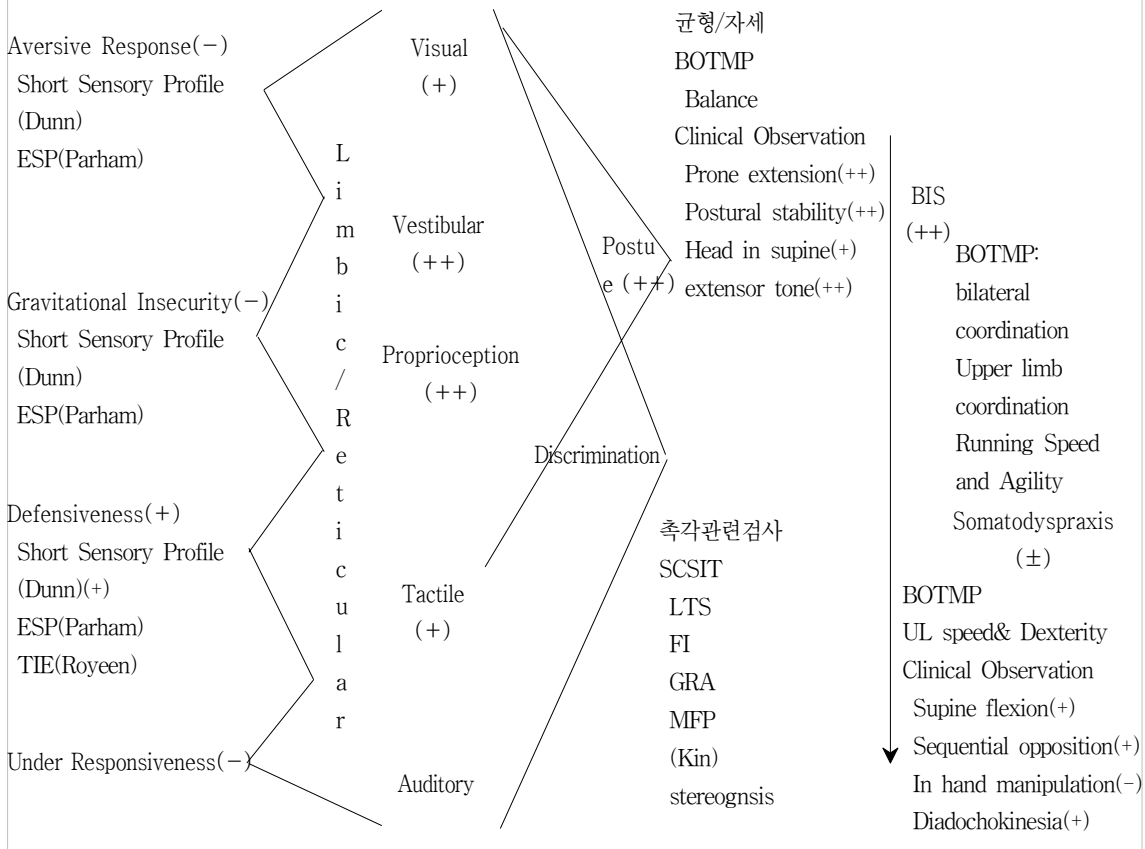 Aversive Response(−)
Short Sensory Profile
(Dunn)
ESP(Parham)
Gravitational Insecurity(−)
Short Sensory Profile
(Dunn)
ESP(Parham)
Defensiveness(+)
Short Sensory Profile
(Dunn)(+)
ESP(Parham)
TIE(Royeen)
Under Responsiveness(−)
L
i
m
b
i
c
/
R
e
t
i
c
u
l
a
r
Visual
(+)
Vestibular
(++)
Proprioception
(++)
Tactile
(+)
Auditory
Postu
e (++)
Discrimination
균형/자세
BOTMP
Balance
Clinical Observation
Prone extension(++)
Postural stability(++)
Head in supine(+)
extensor tone(++)
촉각관련검사
SCSIT
LTS
FI
GRA
MFP
(Kin)
stereognsis
BIS
(++)
BOTMP:
bilateral
coordination
Upper limb
coordination
Running Speed
and Agility
Somatodyspraxis
(±)
BOTMP
UL speed& Dexterity
Clinical Observation
Supine flexion(+)
Sequential opposition(+)
In hand manipulation(−)
Diadochokinesia(+)